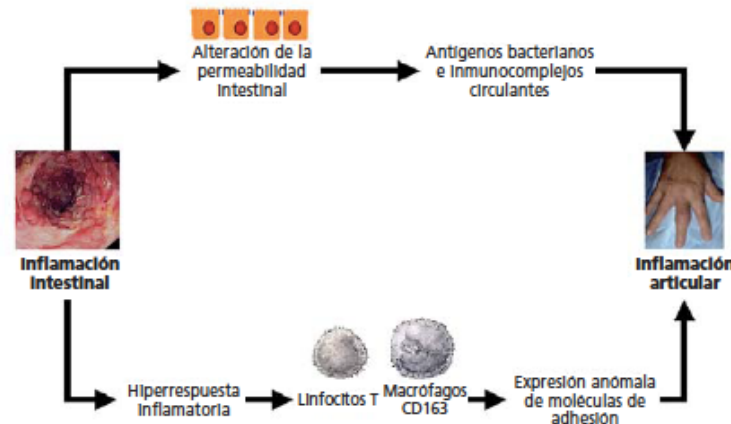 Alteración de la
permeabilidad
intestinal
Antígenos bacterianos
e inmunocomplejos
circulantes
Inflamación
intestinal
Inflamación
articular
Hiperrespuesta
inflamatoria
Linfocitos T
Macrófagos
CD163
Expresión anómala
de moléculas de
adhesión